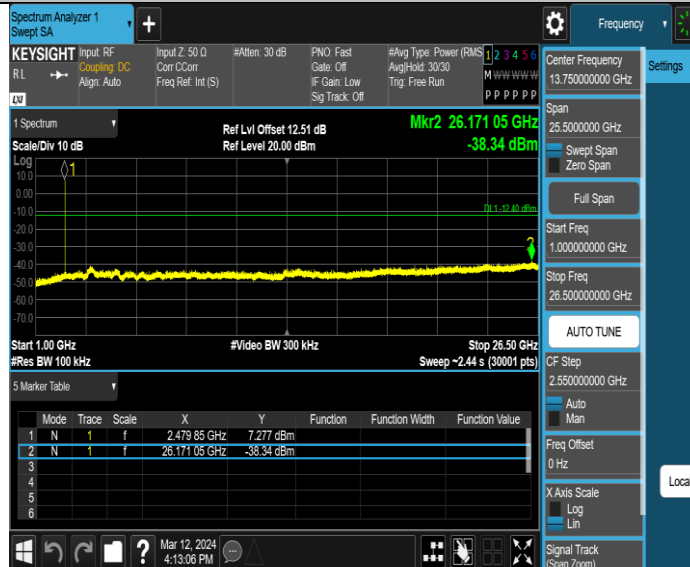 Spectrum Analyzer 1
Swept SA
Frequency
KEYSIGHT
RL
LXI
Input: RF
Coupling: DC
Align: Auto
Input Z: 50 Ω
Corr CCorr
Freq Ref: Int (S)
#Atten: 30 dB
PNO: Fast
Gate: Off
IF Gain: Low
Sig Track: Off
#Avg Type: Power (RMS
Avg|Hold: 30/30
Trig: Free Run
1 2 3 4 5 6
M W W W W W
P P P P P P
1 Spectrum
Scale/Div 10 dB
Ref Lvl Offset 12.51 dB
Ref Level 20.00 dBm
Mkr2 26.171 05 GHz
-38.34 dBm
Log
10.0
0.00
-10.0
-20.0
-30.0
-40.0
-50.0
-60.0
-70.0
1
DL1 -12.40 dBm
2
Start 1.00 GHz
#Res BW 100 kHz
#Video BW 300 kHz
Stop 26.50 GHz
Sweep ~2.44 s (30001 pts)
5 Marker Table
Mode Trace Scale X Y Function Function Width Function Value
1 N 1 f 2.479 85 GHz 7.277 dBm
2 N 1 f 26.171 05 GHz -38.34 dBm
3
4
5
6
?
Mar 12, 2024
4:13:06 PM
Center Frequency
13.750000000 GHz
Settings
Span
25.5000000 GHz
Swept Span
Zero Span
Full Span
Start Freq
1.000000000 GHz
Stop Freq
26.500000000 GHz
AUTO TUNE
CF Step
2.550000000 GHz
Auto
Man
Freq Offset
0 Hz
Loca
X Axis Scale
Log
Lin
Signal Track
(Span Zoom)